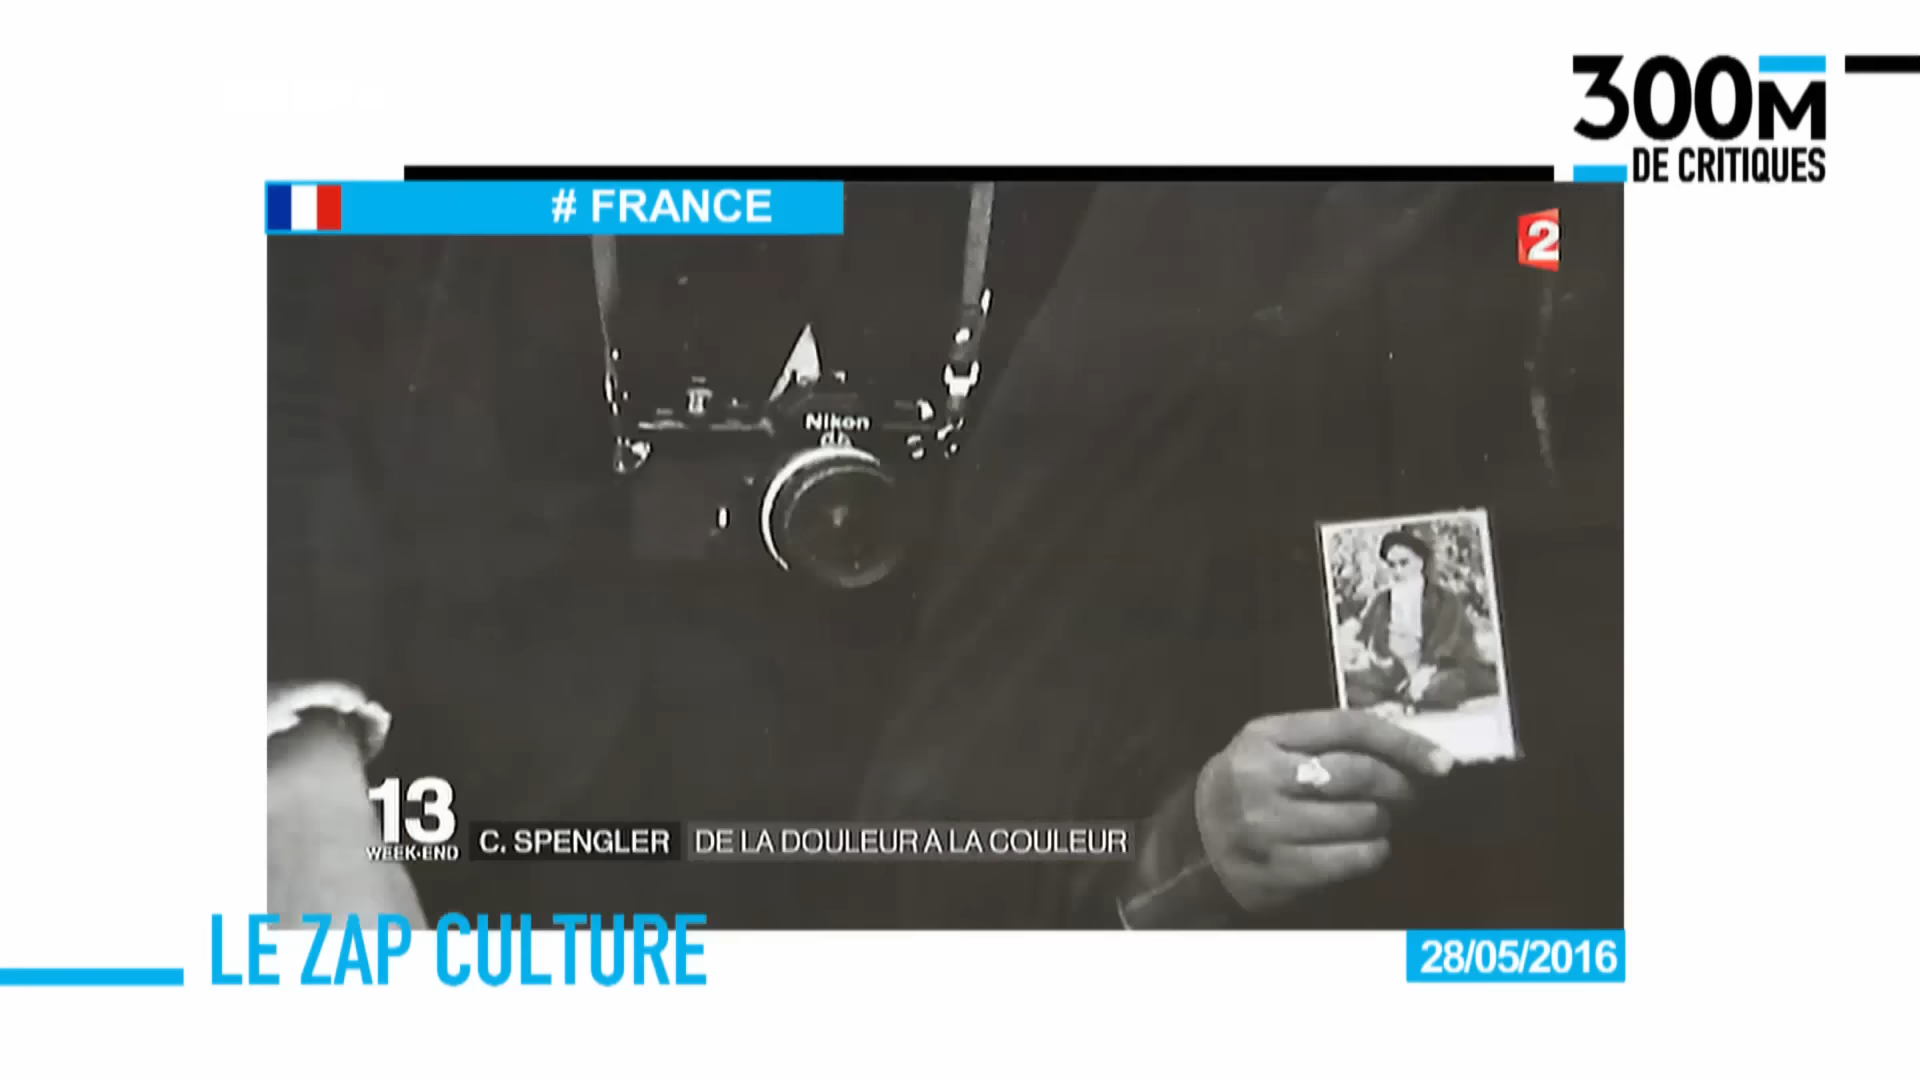 300M
DE CRITIQUES
# FRANCE
2
Nikon
13
WEEK-END
C. SPENGLER DE LA DOULEUR À LA COULEUR
LE ZAP CULTURE
28/05/2016